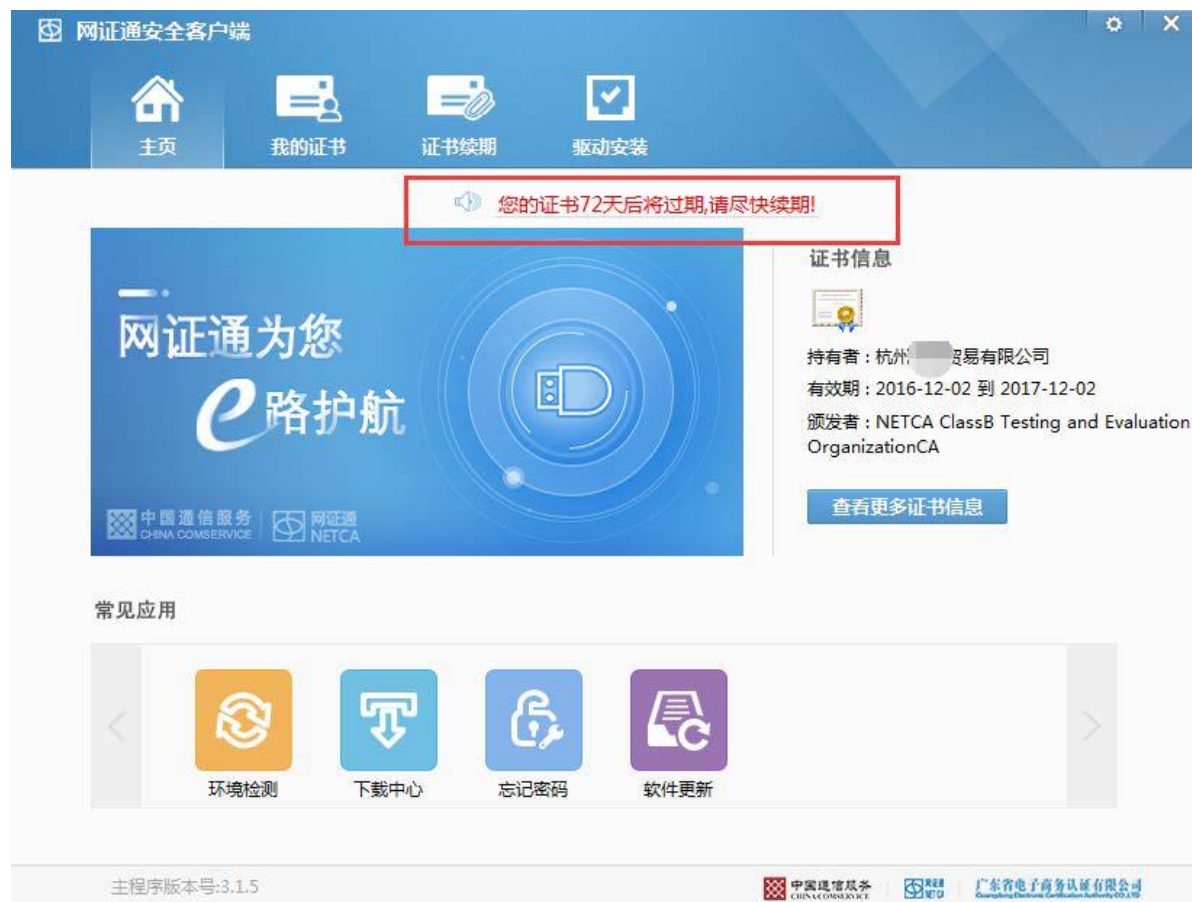 网证通安全客户端
主页
我的证书
证书续期
驱动安装
您的证书72天后将过期,请尽快续期!
网证通为您
e路护航
中国通信服务
CHINA COMSERVICE
网证通
NETCA
证书信息
持有者：杭州 贸易有限公司
有效期：2016-12-02 到 2017-12-02
颁发者：NETCA ClassB Testing and Evaluation
OrganizationCA
查看更多证书信息
常见应用
环境检测
下载中心
忘记密码
软件更新
主程序版本号:3.1.5
中国通信服务
CHINA COMSERVICE
网证通
NETCA
广东省电子商务认证有限公司